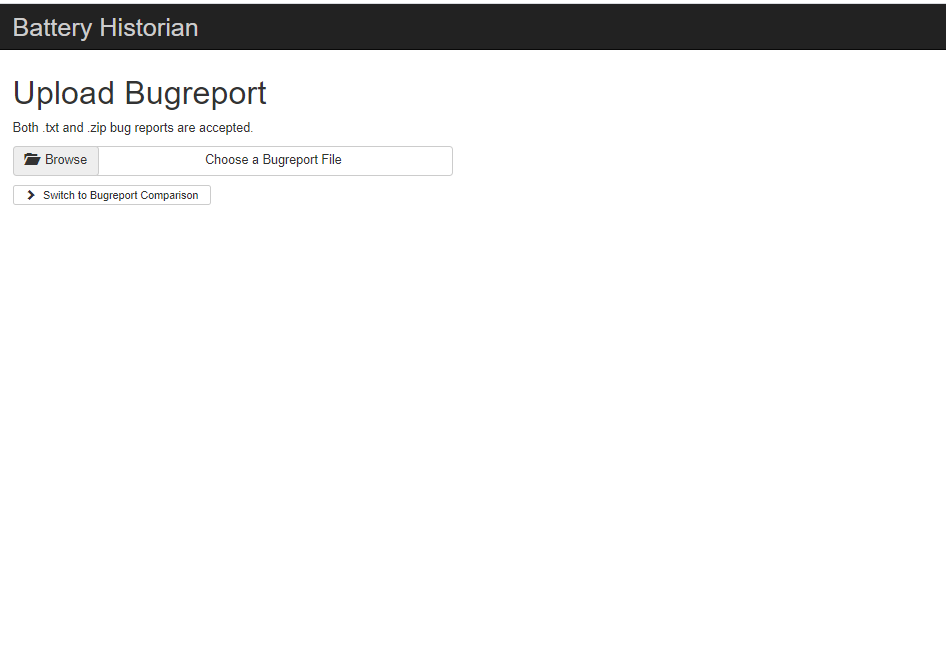 Battery Historian
Upload Bugreport
Both .txt and .zip bug reports are accepted.
Browse Choose a Bugreport File
Switch to Bugreport Comparison